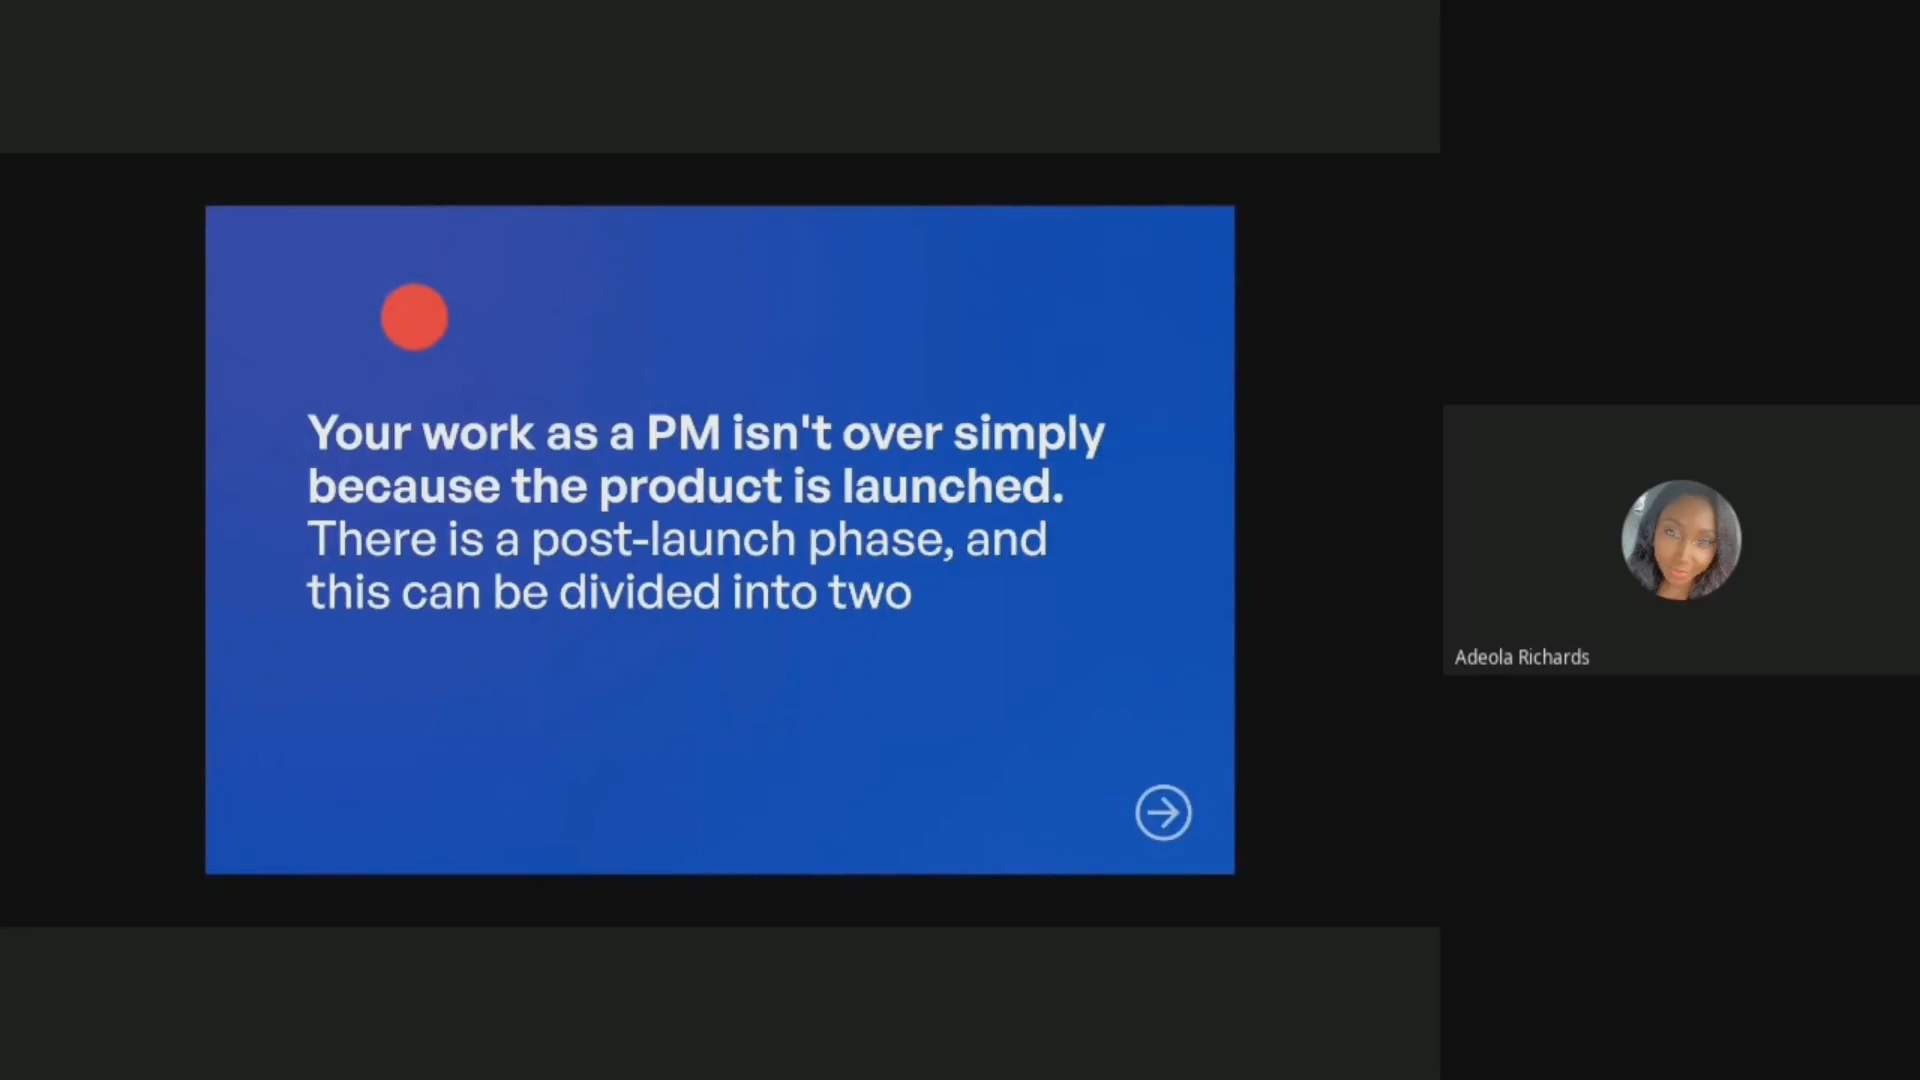 Your work as a PM isn't over simply
because the product is launched.
There is a post-launch phase, and
this can be divided into two
Adeola Richards